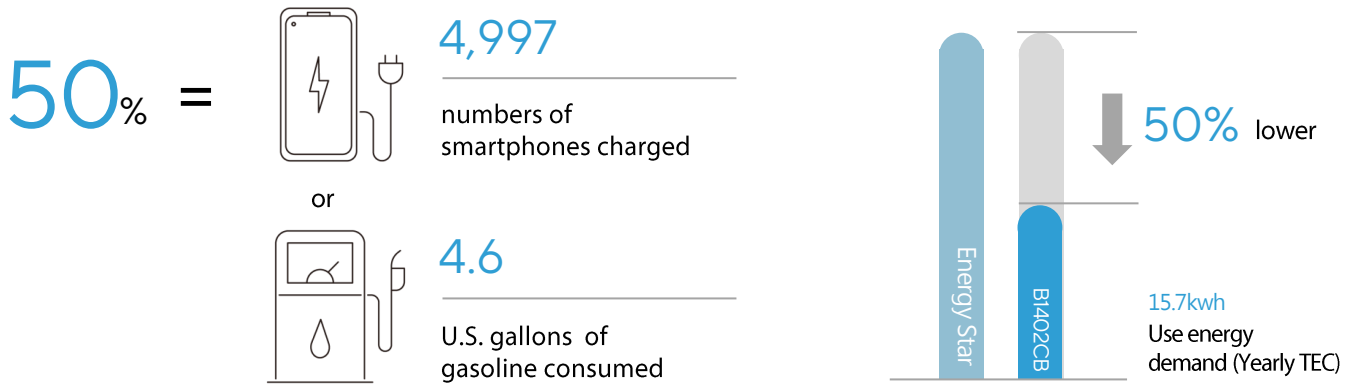 50% =
4,997
numbers of
smartphones charged
or
4.6
U.S. gallons of
gasoline consumed
Energy Star
B1402CB
50% lower
15.7kwh
Use energy
demand (Yearly TEC)